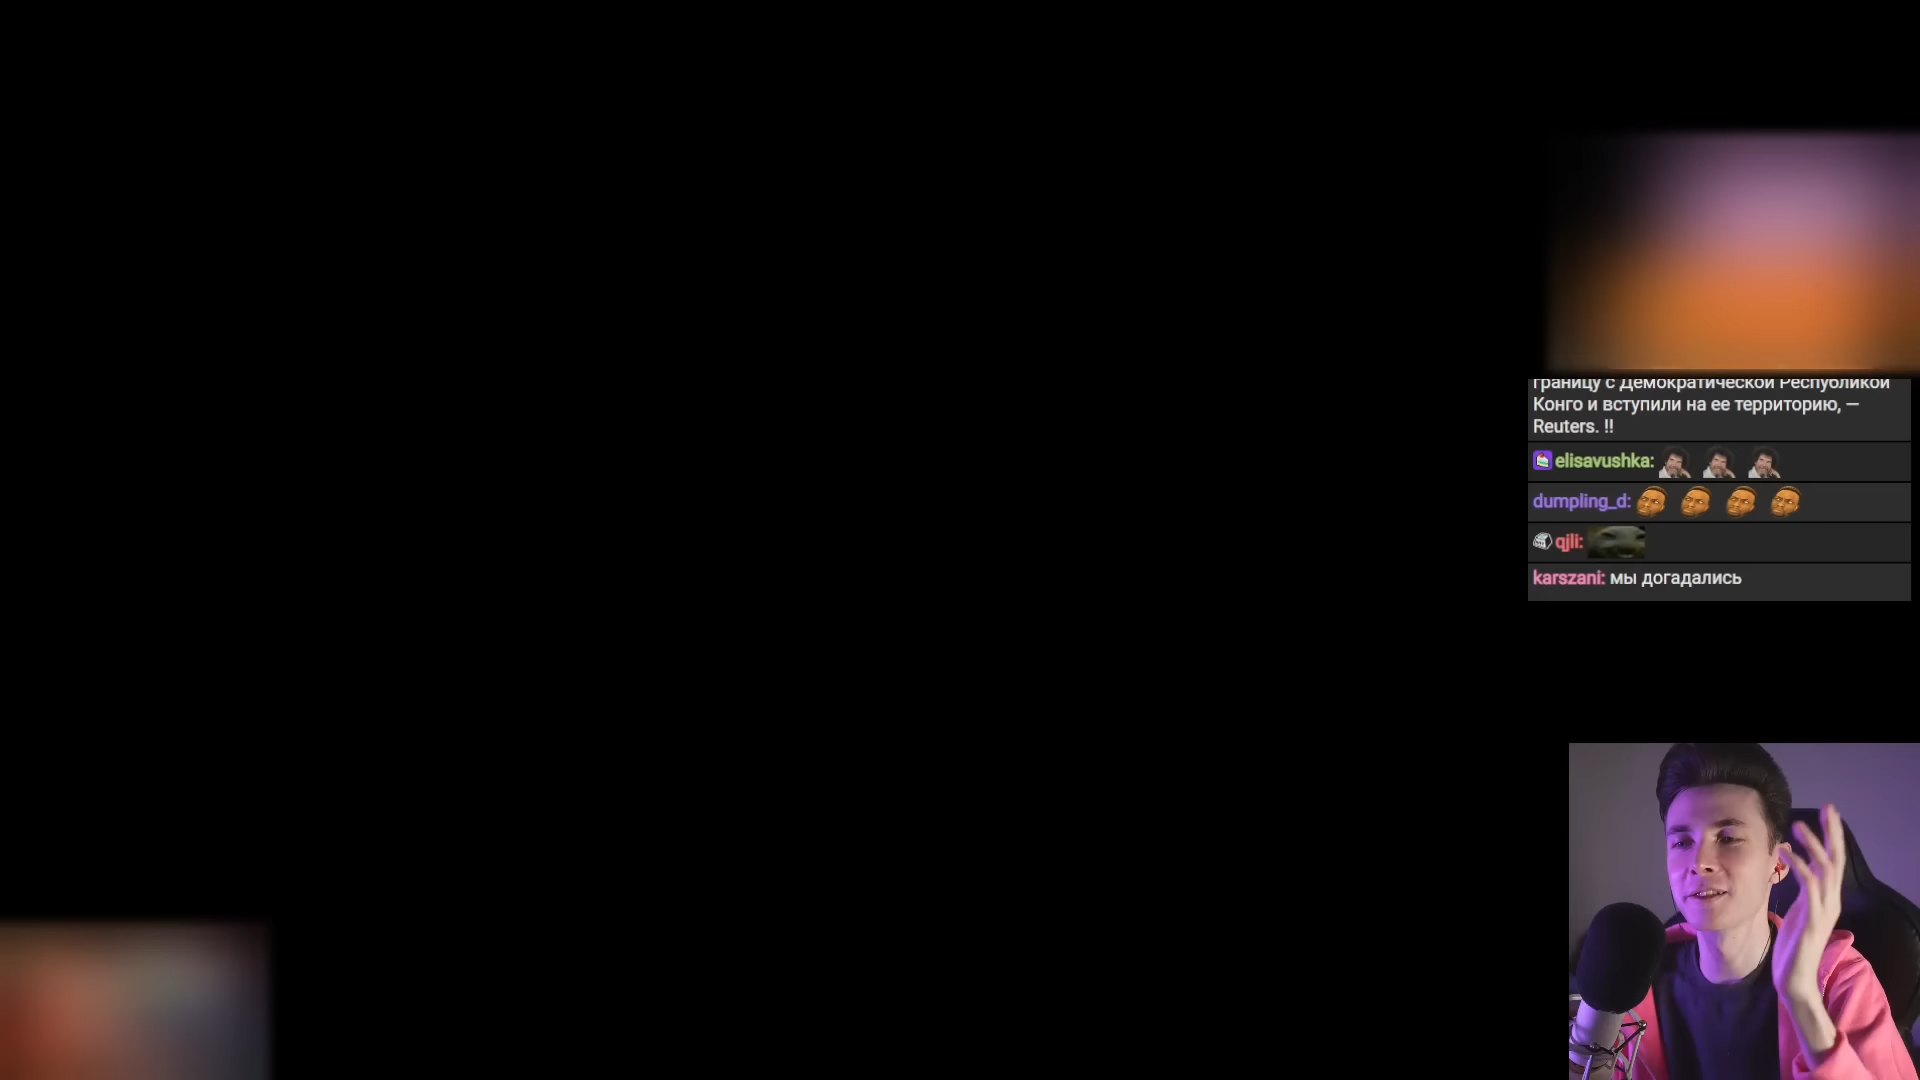 границу с Демократической Республикой
Конго и вступили на ее территорию, —
Reuters. !!
elisavushka:
dumpling_d:
qjli:
karszani: мы догадались